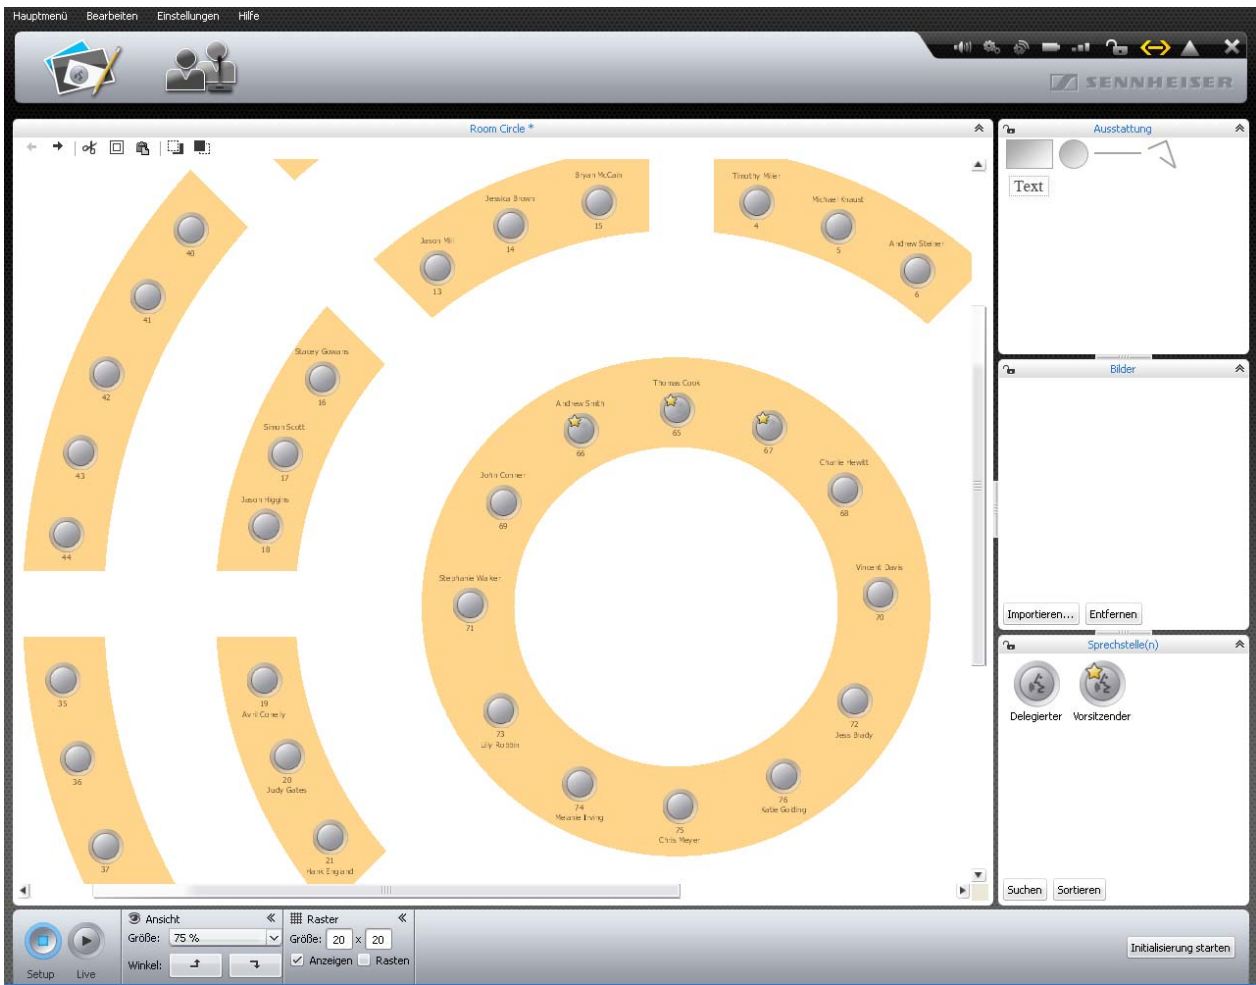 Hauptmenü Bearbeiten Einstellungen Hilfe
SENNHEISER
Room Circle *
Ausstattung
Text
Bryan McCain
15
Jessica Brown
14
Jason Mill
13
Timothy Miller
4
Michael Knaust
5
Andrew Steiner
6
40
41
42
43
44
Stacey Gowans
16
Simon Scott
17
Jason Higgins
18
Thomas Cook
65
Andrew Smith
66
67
Charlie Hewitt
68
John Conner
69
Vincent Davis
70
Stephanie Walker
71
72
Jess Brady
73
Lily Robbin
74
Melanie Irving
75
Chris Meyer
76
Katie Golding
35
36
37
19
Avril Conelly
20
Judy Gates
21
Hank England
Bilder
Importieren... Entfernen
Sprechstelle(n)
Delegierter Vorsitzender
Suchen Sortieren
Setup Live
Ansicht
Größe: 75 %
Winkel:
Raster
Größe: 20 x 20
Anzeigen Rasten
Initialisierung starten